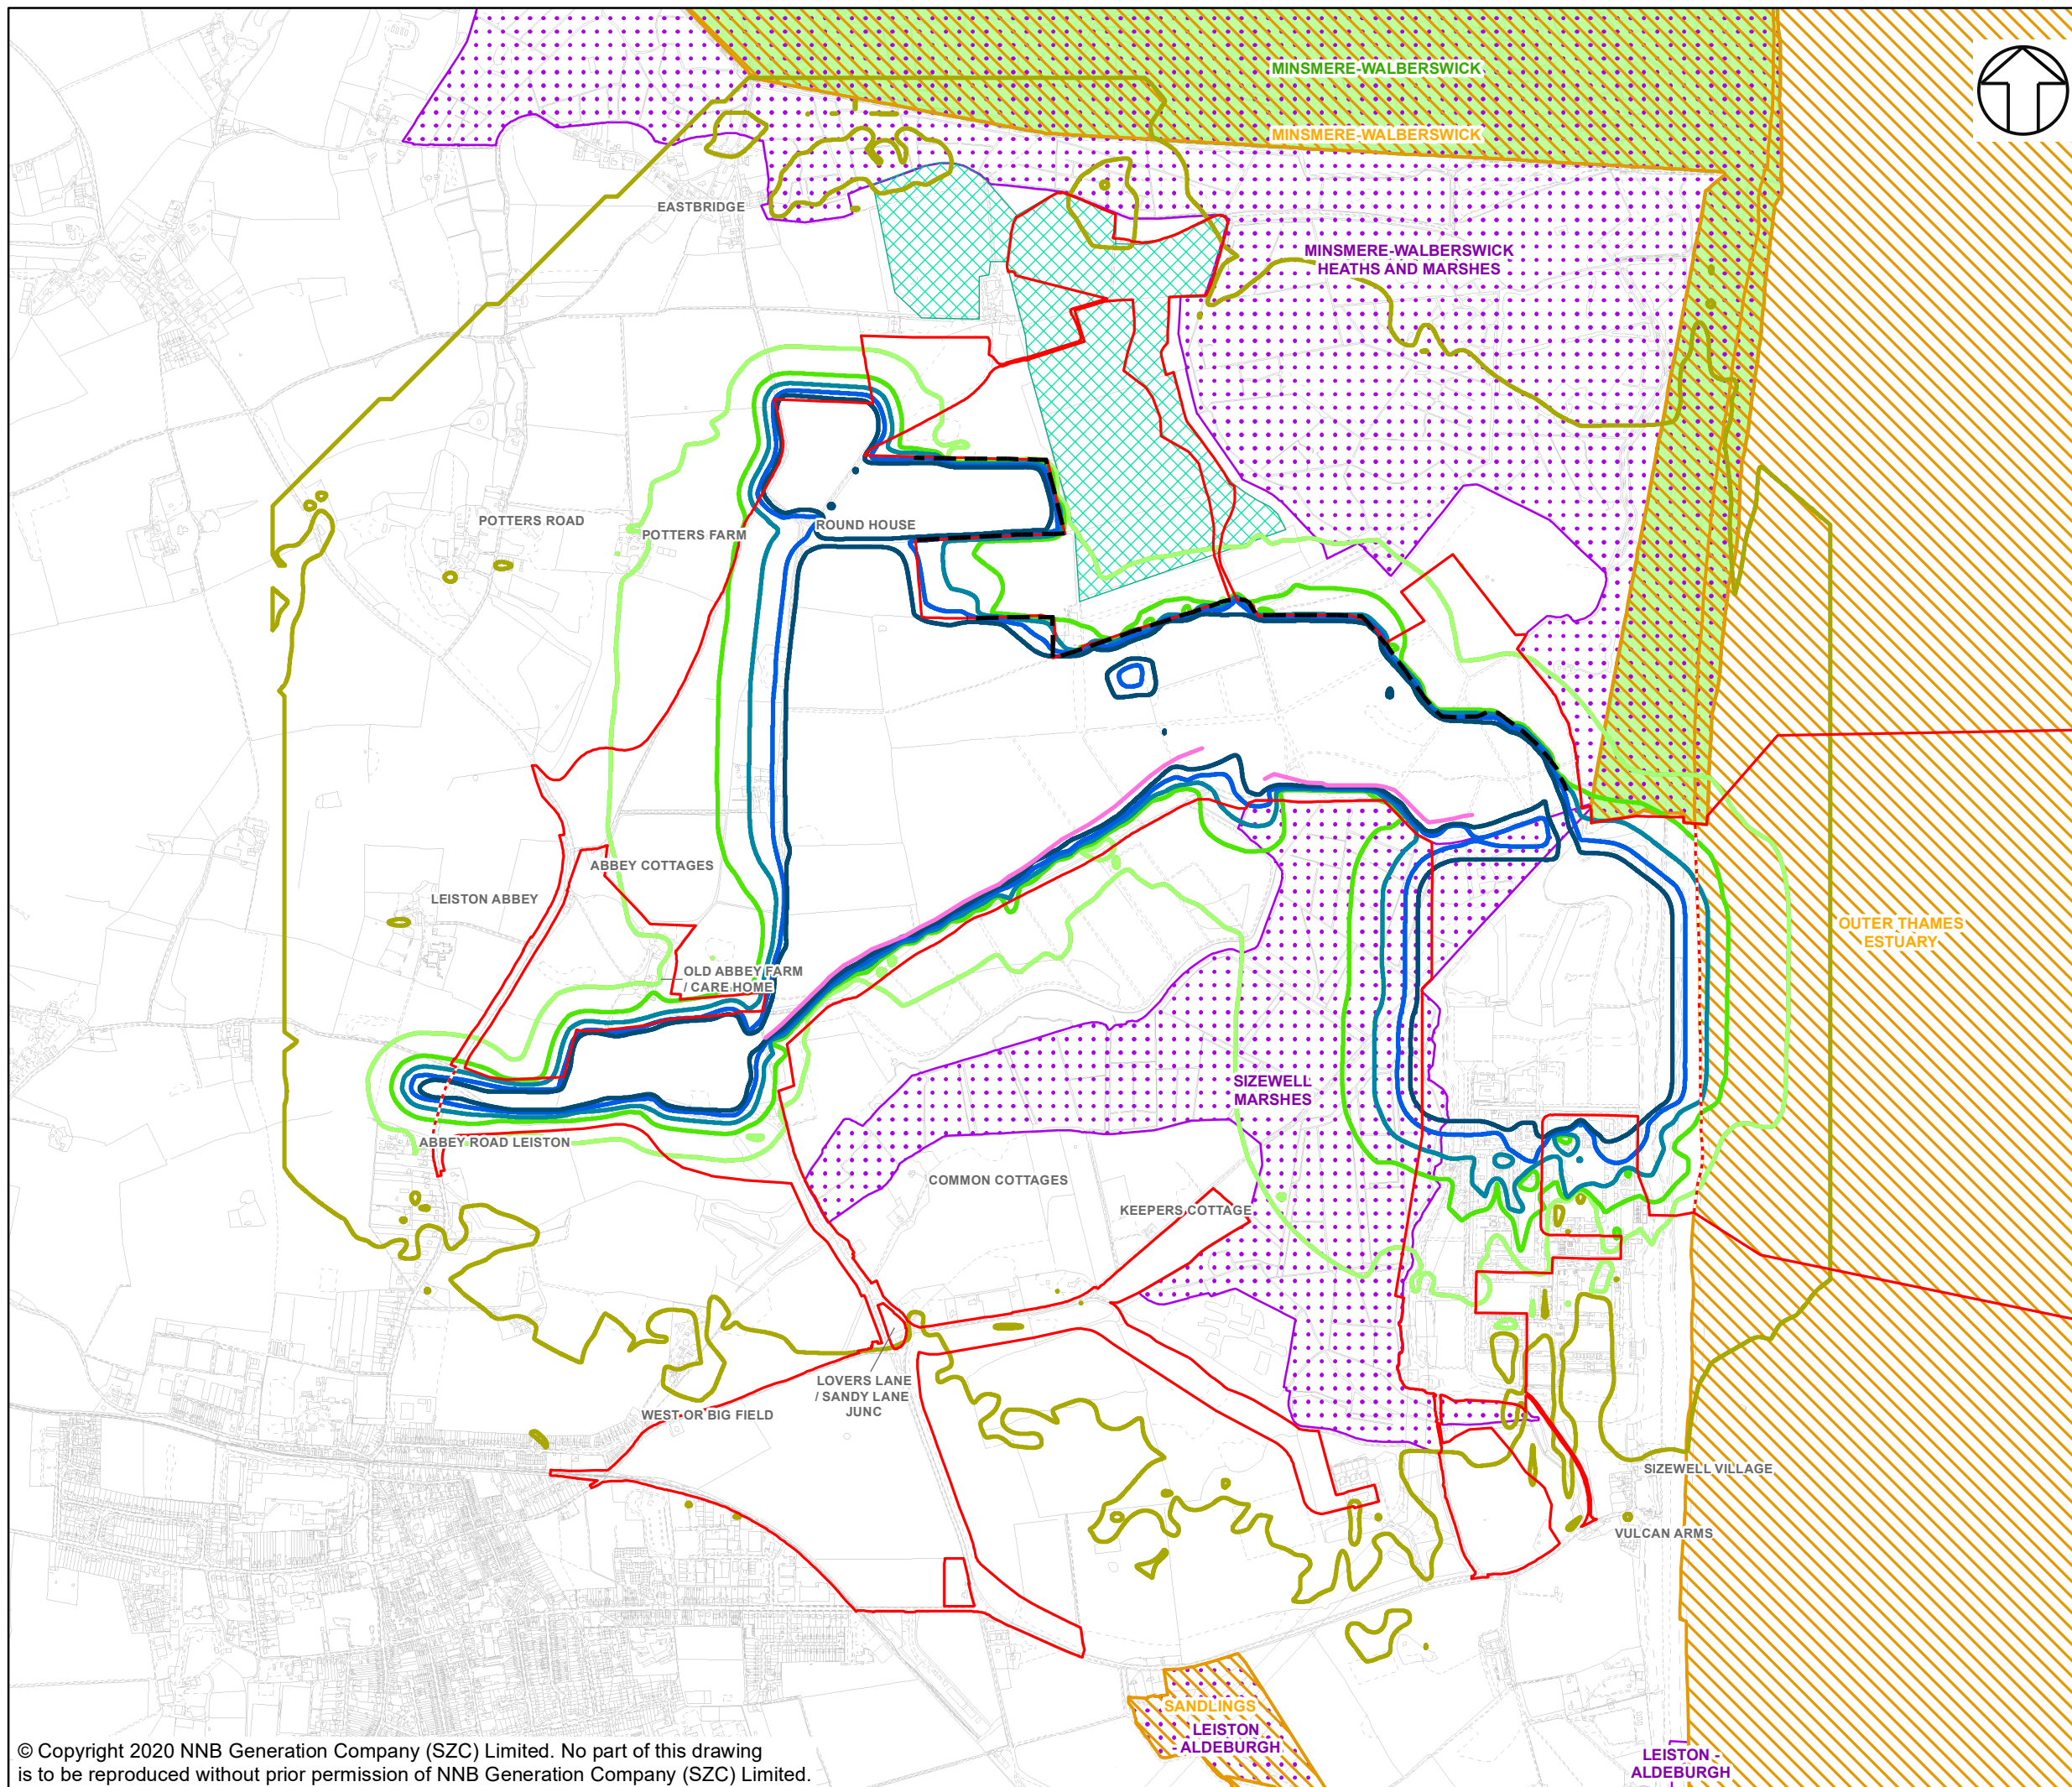 MINSMERE-WALBERSWICK
MINSMERE-WALBERSWICK
EASTBRIDGE
MINSMERE-WALBERSWICK
HEATHS AND MARSHES
POTTERS ROAD
POTTERS FARM
ROUND HOUSE
ABBEY COTTAGES
LEISTON ABBEY
OUTER THAMES
ESTUARY
OLD ABBEY FARM
/ CARE HOME
SIZEWELL
MARSHES
ABBEY ROAD LEISTON
COMMON COTTAGES
KEEPERS COTTAGE
LOVERS LANE
/ SANDY LANE
JUNC
WEST OR BIG FIELD
SIZEWELL VILLAGE
VULCAN ARMS
SANDLINGS
LEISTON
- ALDEBURGH
LEISTON -
ALDEBURGH
© Copyright 2020 NNB Generation Company (SZC) Limited. No part of this drawing
is to be reproduced without prior permission of NNB Generation Company (SZC) Limited.